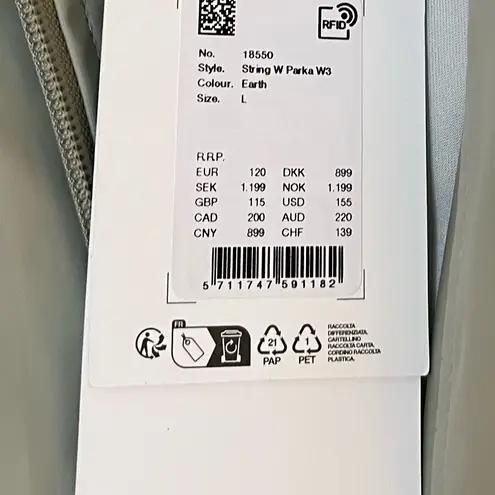 RFID
No. 18550
Style. String W Parka W3
Colour. Earth
Size. L
R.R.P.
EUR 120 DKK 899
SEK 1.199 NOK 1.199
GBP 115 USD 155
CAD 200 AUD 220
CNY 899 CHF 139
5 711747 591182
FR
21
PAP
1
PET
RACCOLTA
DIFFERENZIATA.
CARTELLINO
RACCOLTA CARTA.
CORDINO RACCOLTA
PLASTICA.